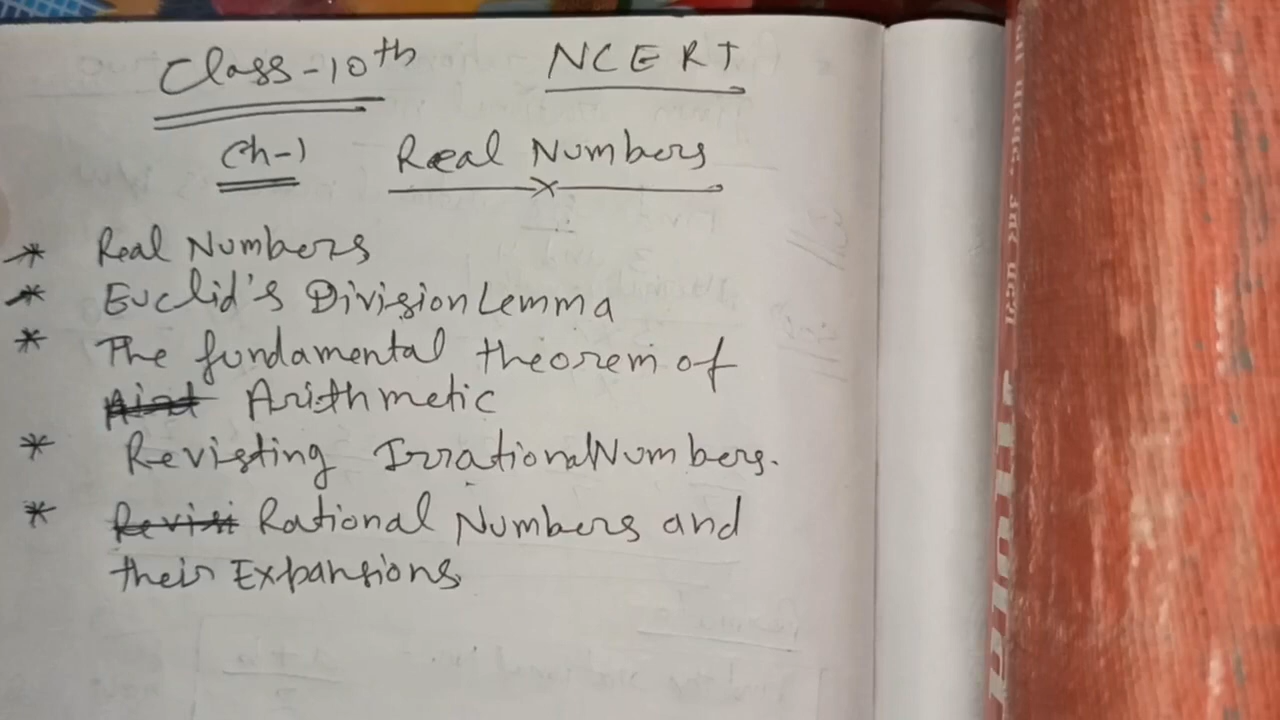 Class-10th NCERT
Ch-1 Real Numbers
* Real Numbers
* Euclid's Division Lemma
* The fundamental theorem of
Arithmetic
* Revisting Irrational Numbers.
* Rational Numbers and
their Expansions